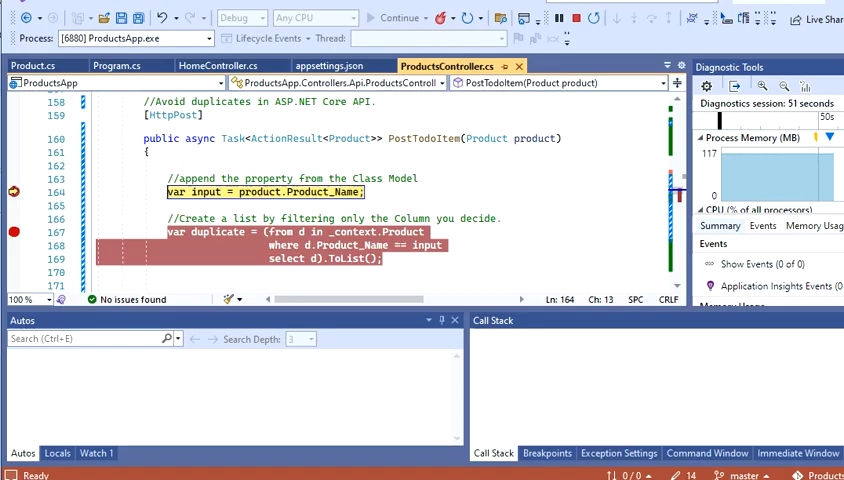 Debug Any CPU Continue Live Share
Process: [6880] ProductsApp.exe Lifecycle Events Thread:
Product.cs Program.cs HomeController.cs appsettings.json ProductsController.cs
ProductsApp ProductsApp.Controllers.Api.ProductsControll PostTodoItem(Product product)
158 //Avoid duplicates in ASP.NET Core API.
159 [HttpPost]
160 public async Task<ActionResult<Product>> PostTodoItem(Product product)
161 {
162
163 //append the property from the Class Model
164 var input = product.Product_Name;
165
166 //Create a list by filtering only the Column you decide.
167 var duplicate = (from d in _context.Product
168 where d.Product_Name == input
169 select d).ToList();
170
171
100 % No issues found Ln: 164 Ch: 13 SPC CRLF
Diagnostic Tools
Diagnostics session: 51 seconds
50s
Process Memory (MB)
117
0
CPU (% of all processors)
Summary Events Memory Usage
Events
Show Events (0 of 0)
Application Insights Events (0
Autos
Search (Ctrl+E) Search Depth: 3
Autos Locals Watch 1
Call Stack
Call Stack Breakpoints Exception Settings Command Window Immediate Window
Ready 0 / 0 14 master Products